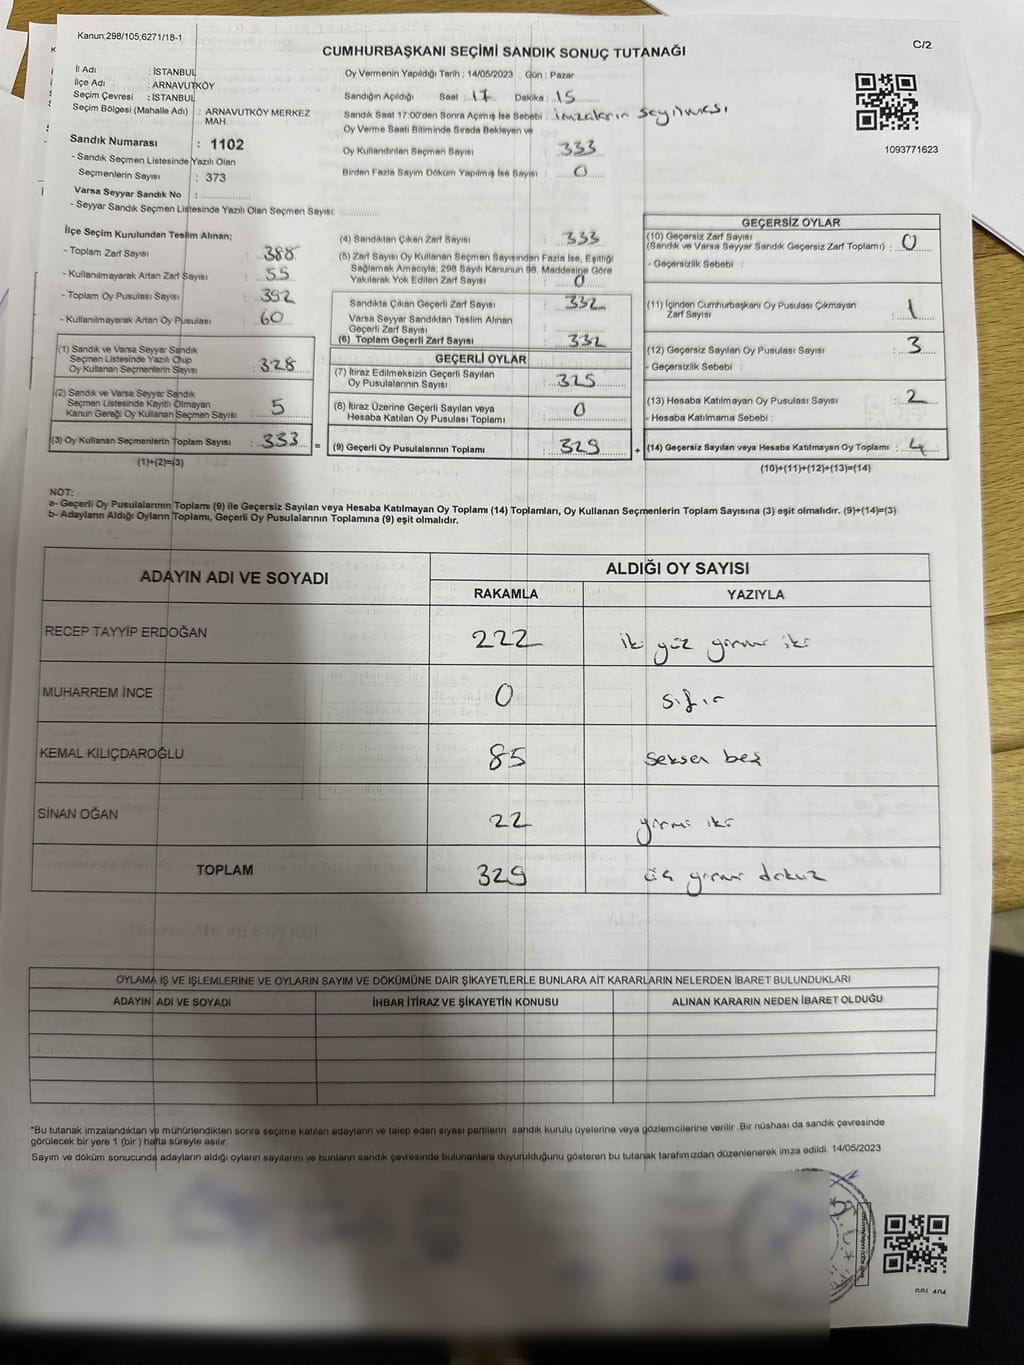 Kanun;298/105,6271/18-1
C/2
CUMHURBAŞKANI SEÇİMİ SANDIK SONUÇ TUTANAĞI
İl Adı : İSTANBUL
İlçe Adı : ARNAVUTKÖY
Seçim Çevresi : İSTANBUL
Seçim Bölgesi (Mahalle Adı) : ARNAVUTKÖY MERKEZ
MAH.
Sandık Numarası : 1102
- Sandık Seçmen Listesinde Yazılı Olan
Seçmenlerin Sayısı : 373
Varsa Seyyar Sandık No :
- Seyyar Sandık Seçmen Listesinde Yazılı Olan Seçmen Sayısı:
Oy Vermenin Yapıldığı Tarih : 14/05/2023 Gün : Pazar
Sandığın Açıldığı Saat : 17 Dakika : 15
Sandık Saat 17:00'den Sonra Açılmış İse Sebebi : imzaların sayılması
Oy Verme Saati Bitiminde Sırada Bekleyen ve
Oy Kullandırılan Seçmen Sayısı : 333
Birden Fazla Sayım Döküm Yapılmış İse Sayısı : 0
1093771623
İlçe Seçim Kurulundan Teslim Alınan;
- Toplam Zarf Sayısı : 388
- Kullanılmayarak Artan Zarf Sayısı : 55
- Toplam Oy Pusulası Sayısı : 392
- Kullanılmayarak Artan Oy Pusulası : 60
(1) Sandık ve Varsa Seyyar Sandık
Seçmen Listesinde Yazılı Olup
Oy Kullanan Seçmenlerin Sayısı : 328
(2) Sandık ve Varsa Seyyar Sandık
Seçmen Listesinde Kayıtlı Olmayan
Kanun Gereği Oy Kullanan Seçmen Sayısı : 5
(3) Oy Kullanan Seçmenlerin Toplam Sayısı : 333 =
(1)+(2)=(3)
(4) Sandıktan Çıkan Zarf Sayısı : 333
(5) Zarf Sayısı Oy Kullanan Seçmen Sayısından Fazla İse, Eşitliği
Sağlamak Amacıyla, 298 Sayılı Kanunun 98. Maddesine Göre
Yakılarak Yok Edilen Zarf Sayısı : 0
Sandıkta Çıkan Geçerli Zarf Sayısı : 332
Varsa Seyyar Sandıktan Teslim Alınan
Geçerli Zarf Sayısı :
(6) Toplam Geçerli Zarf Sayısı : 332
GEÇERLİ OYLAR
(7) İtiraz Edilmeksizin Geçerli Sayılan
Oy Pusulalarının Sayısı : 329
(8) İtiraz Üzerine Geçerli Sayılan veya
Hesaba Katılan Oy Pusulası Toplamı : 0
(9) Geçerli Oy Pusulalarının Toplamı : 329 +
GEÇERSİZ OYLAR
(10) Geçersiz Zarf Sayısı
(Sandık ve Varsa Seyyar Sandık Geçersiz Zarf Toplamı) : 0
- Geçersizlik Sebebi :
(11) İçinden Cumhurbaşkanı Oy Pusulası Çıkmayan
Zarf Sayısı : 1
(12) Geçersiz Sayılan Oy Pusulası Sayısı : 3
- Geçersizlik Sebebi :
(13) Hesaba Katılmayan Oy Pusulası Sayısı : 2
- Hesaba Katılmama Sebebi :
(14) Geçersiz Sayılan veya Hesaba Katılmayan Oy Toplamı : 4
(10)+(11)+(12)+(13)=(14)
NOT:
a- Geçerli Oy Pusulalarının Toplamı (9) ile Geçersiz Sayılan veya Hesaba Katılmayan Oy Toplamı (14) Toplamları, Oy Kullanan Seçmenlerin Toplam Sayısına (3) eşit olmalıdır. (9)+(14)=(3)
b- Adayların Aldığı Oyların Toplamı, Geçerli Oy Pusulalarının Toplamına (9) eşit olmalıdır.
ADAYIN ADI VE SOYADI
ALDIĞI OY SAYISI
RAKAMLA YAZIYLA
RECEP TAYYİP ERDOĞAN 222 iki yüz yirmi iki
MUHARREM İNCE 0 sıfır
KEMAL KILIÇDAROĞLU 85 seksen beş
SİNAN OĞAN 22 yirmi iki
TOPLAM 329 üç yirmi dokuz
OYLAMA İŞ VE İŞLEMLERİNE VE OYLARIN SAYIM VE DÖKÜMÜNE DAİR ŞİKAYETLERLE BUNLARA AİT KARARLARIN NELERDEN İBARET BULUNDUKLARI
ADAYIN ADI VE SOYADI İHBAR İTİRAZ VE ŞİKAYETİN KONUSU ALINAN KARARIN NEDEN İBARET OLDUĞU
*Bu tutanak imzalandıktan ve mühürlendikten sonra seçime katılan adayların ve talep eden siyasi partilerin sandık kurulu üyelerine veya gözlemcilerine verilir .Bir nüshası da sandık çevresinde
görülecek bir yere 1 (bir ) hafta süreyle asılır.
Sayım ve döküm sonucunda adayların aldığı oyların sayılarını ve bunların sandık çevresinde bulunanlara duyurulduğunu gösteren bu tutanak tarafımızdan düzenlenerek imza edildi. 14/05/2023